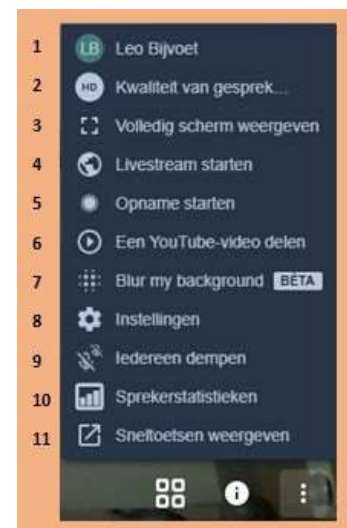 1 LB Leo Bijvoet
2 HD Kwaliteit van gesprek...
3 Volledig scherm weergeven
4 Livestream starten
5 Opname starten
6 Een YouTube-video delen
7 Blur my background BÉTA
8 Instellingen
9 Iedereen dempen
10 Sprekerstatistieken
11 Sneltoetsen weergeven